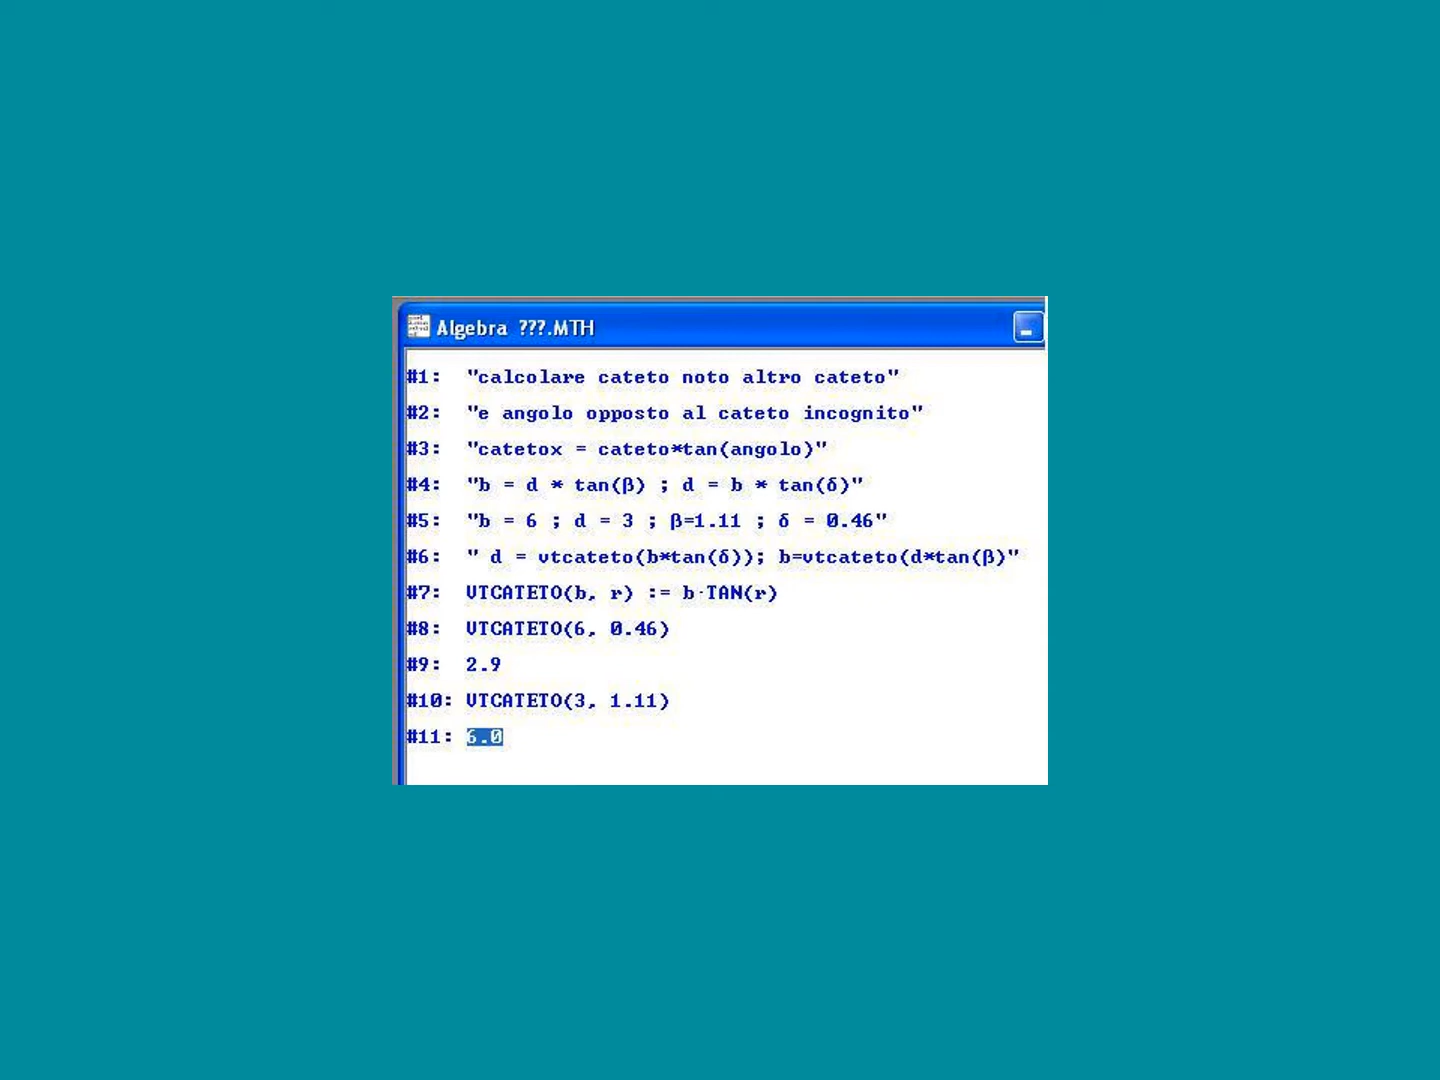 Algebra ???.MTH
#1: "calcolare cateto noto altro cateto"
#2: "e angolo opposto al cateto incognito"
#3: "catetox = cateto*tan(angolo)"
#4: "b = d * tan(β) ; d = b * tan(δ)"
#5: "b = 6 ; d = 3 ; β=1.11 ; δ = 0.46"
#6: " d = vtcateto(b*tan(δ)); b=vtcateto(d*tan(β)"
#7: VTCATETO(b, r) := b·TAN(r)
#8: VTCATETO(6, 0.46)
#9: 2.9
#10: VTCATETO(3, 1.11)
#11: 6.0